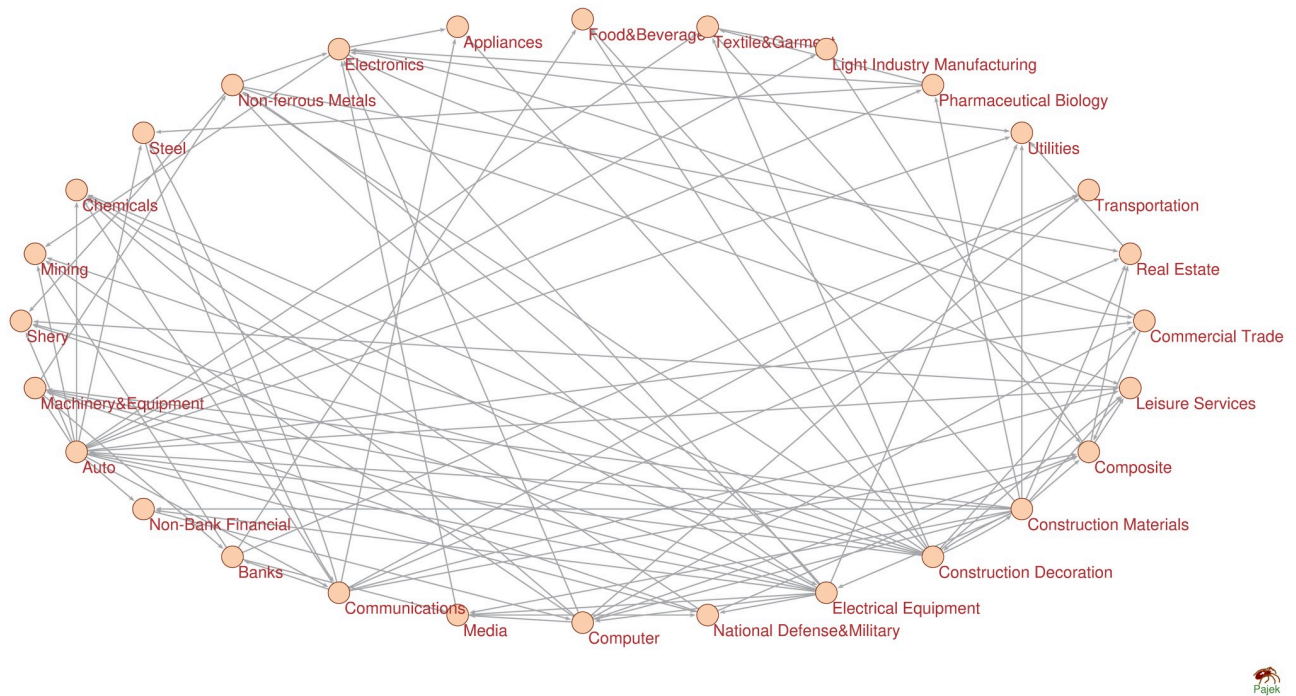 Appliances
Food&Beverage
Textile&Garment
Electronics
Light Industry Manufacturing
Non-ferrous Metals
Pharmaceutical Biology
Steel
Utilities
Chemicals
Transportation
Mining
Real Estate
Shery
Commercial Trade
Machinery&Equipment
Leisure Services
Auto
Composite
Non-Bank Financial
Construction Materials
Banks
Construction Decoration
Communications
Electrical Equipment
Media
Computer
National Defense&Military
Pajek